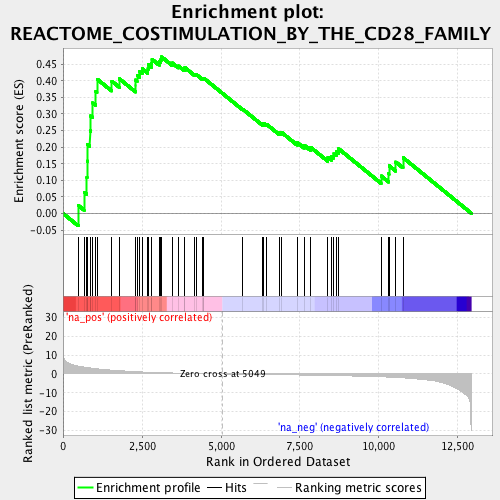 Enrichment plot:
REACTOME_COSTIMULATION_BY_THE_CD28_FAMILY
Enrichment score (ES)
0.45
0.40
0.35
0.30
0.25
0.20
0.15
0.10
0.05
0.00
-0.05
'na_pos' (positively correlated)
Ranked list metric (PreRanked)
30
20
10
0
-10
-20
-30
Zero cross at 5049
'na_neg' (negatively correlated)
0
2,500
5,000
7,500
10,000
12,500
Rank in Ordered Dataset
Enrichment profile
Hits
Ranking metric scores